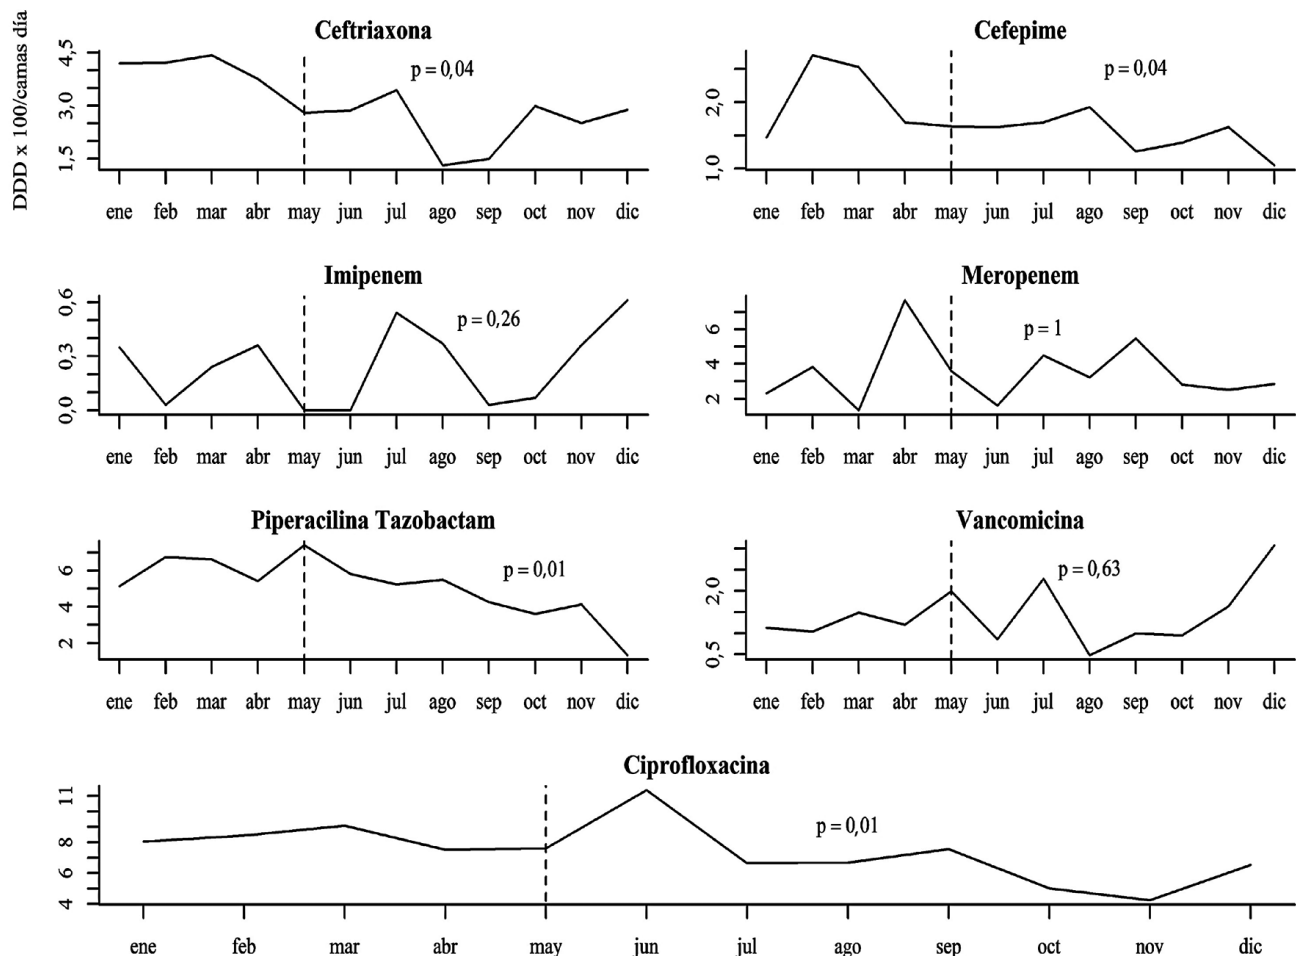 DDD x 100/camas día
Ceftriaxona
4,5
3,0
1,5
p = 0,04
ene feb mar abr may jun jul ago sep oct nov dic
Cefepime
2,0
1,0
p = 0,04
ene feb mar abr may jun jul ago sep oct nov dic
Imipenem
0,6
0,3
0,0
p = 0,26
ene feb mar abr may jun jul ago sep oct nov dic
Meropenem
6
4
2
p = 1
ene feb mar abr may jun jul ago sep oct nov dic
Piperacilina Tazobactam
6
4
2
p = 0,01
ene feb mar abr may jun jul ago sep oct nov dic
Vancomicina
2,0
0,5
p = 0,63
ene feb mar abr may jun jul ago sep oct nov dic
Ciprofloxacina
11
8
6
4
p = 0,01
ene feb mar abr may jun jul ago sep oct nov dic